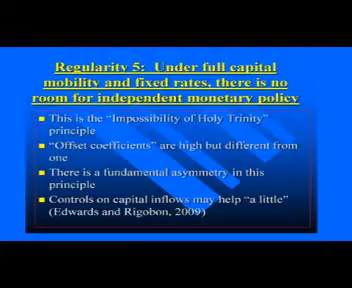 Regularity 5: Under full capital
mobility and fixed rates, there is no
room for independent monetary policy
This is the "Impossibility of Holy Trinity"
principle
"Offset coefficients" are high but different from
one
There is a fundamental asymmetry in this
principle
Controls on capital inflows may help "a little"
(Edwards and Rigobon, 2009)